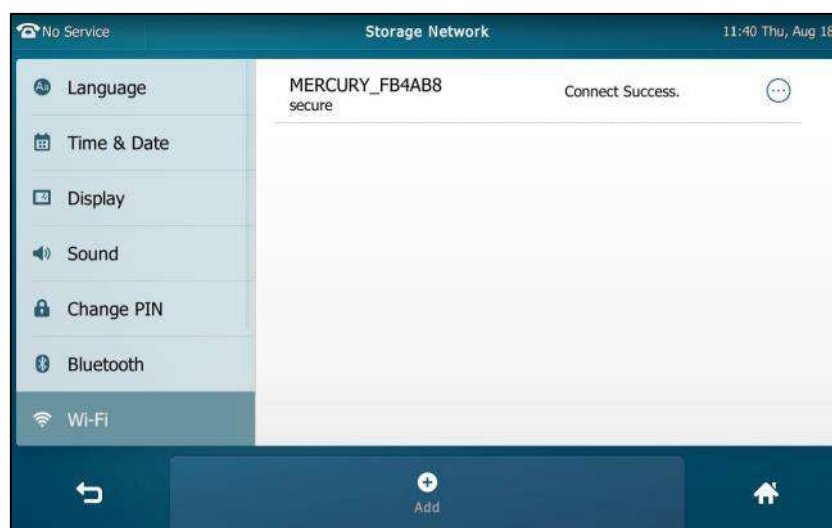 No Service
Storage Network
11:40 Thu, Aug 18
Language
Time & Date
Display
Sound
Change PIN
Bluetooth
Wi-Fi
MERCURY_FB4AB8
secure
Connect Success.
Add